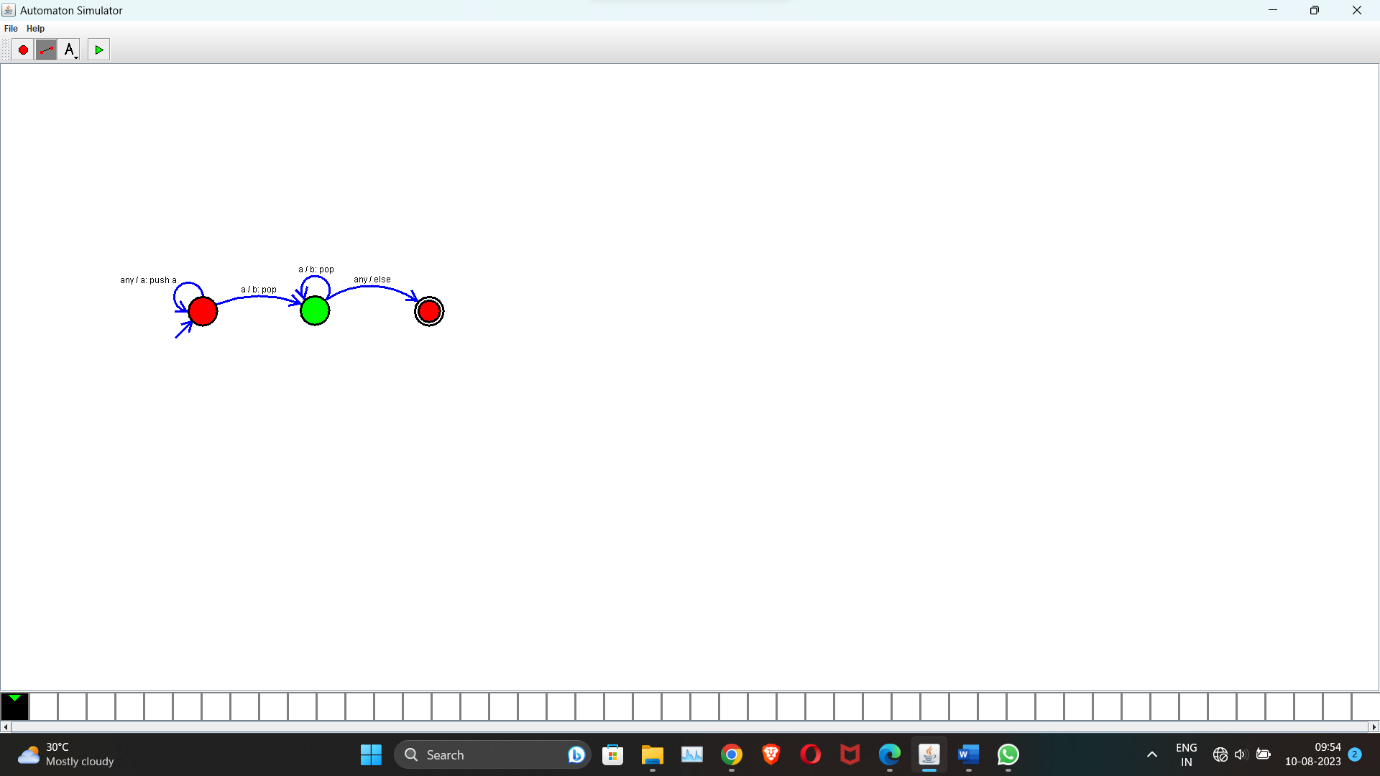 Automaton Simulator
File Help
A
a / b: pop
any / a: push a
any / else
a / b: pop
30°C
Mostly cloudy
Search
ENG
IN
09:54
10-08-2023
2